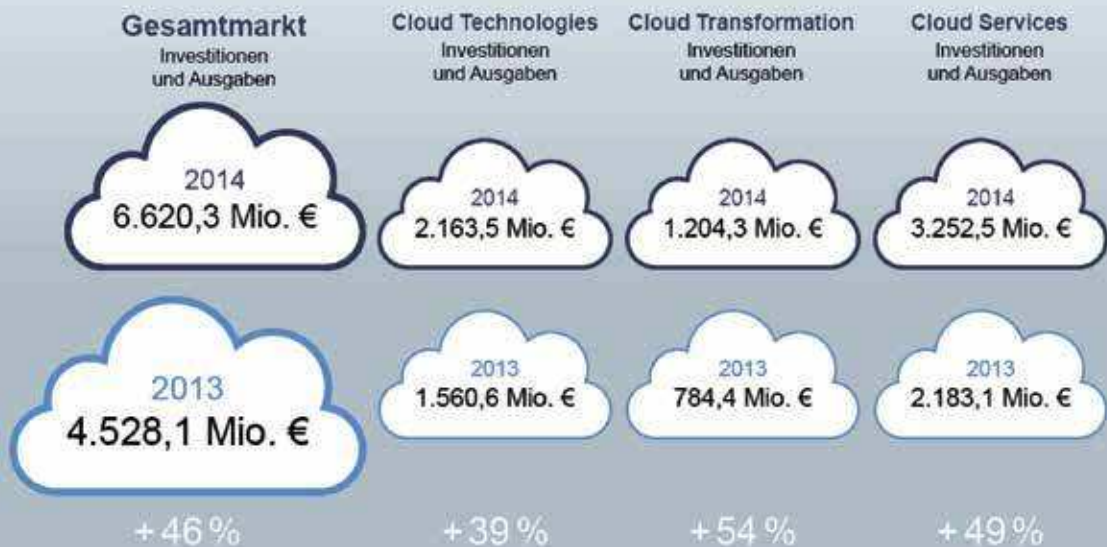 Gesamtmarkt
Investitionen
und Ausgaben
2014
6.620,3 Mio. €
2013
4.528,1 Mio. €
+46%
Cloud Technologies
Investitionen
und Ausgaben
2014
2.163,5 Mio. €
2013
1.560,6 Mio. €
+39%
Cloud Transformation
Investitionen
und Ausgaben
2014
1.204,3 Mio. €
2013
784,4 Mio. €
+54%
Cloud Services
Investitionen
und Ausgaben
2014
3.252,5 Mio. €
2013
2.183,1 Mio. €
+49%